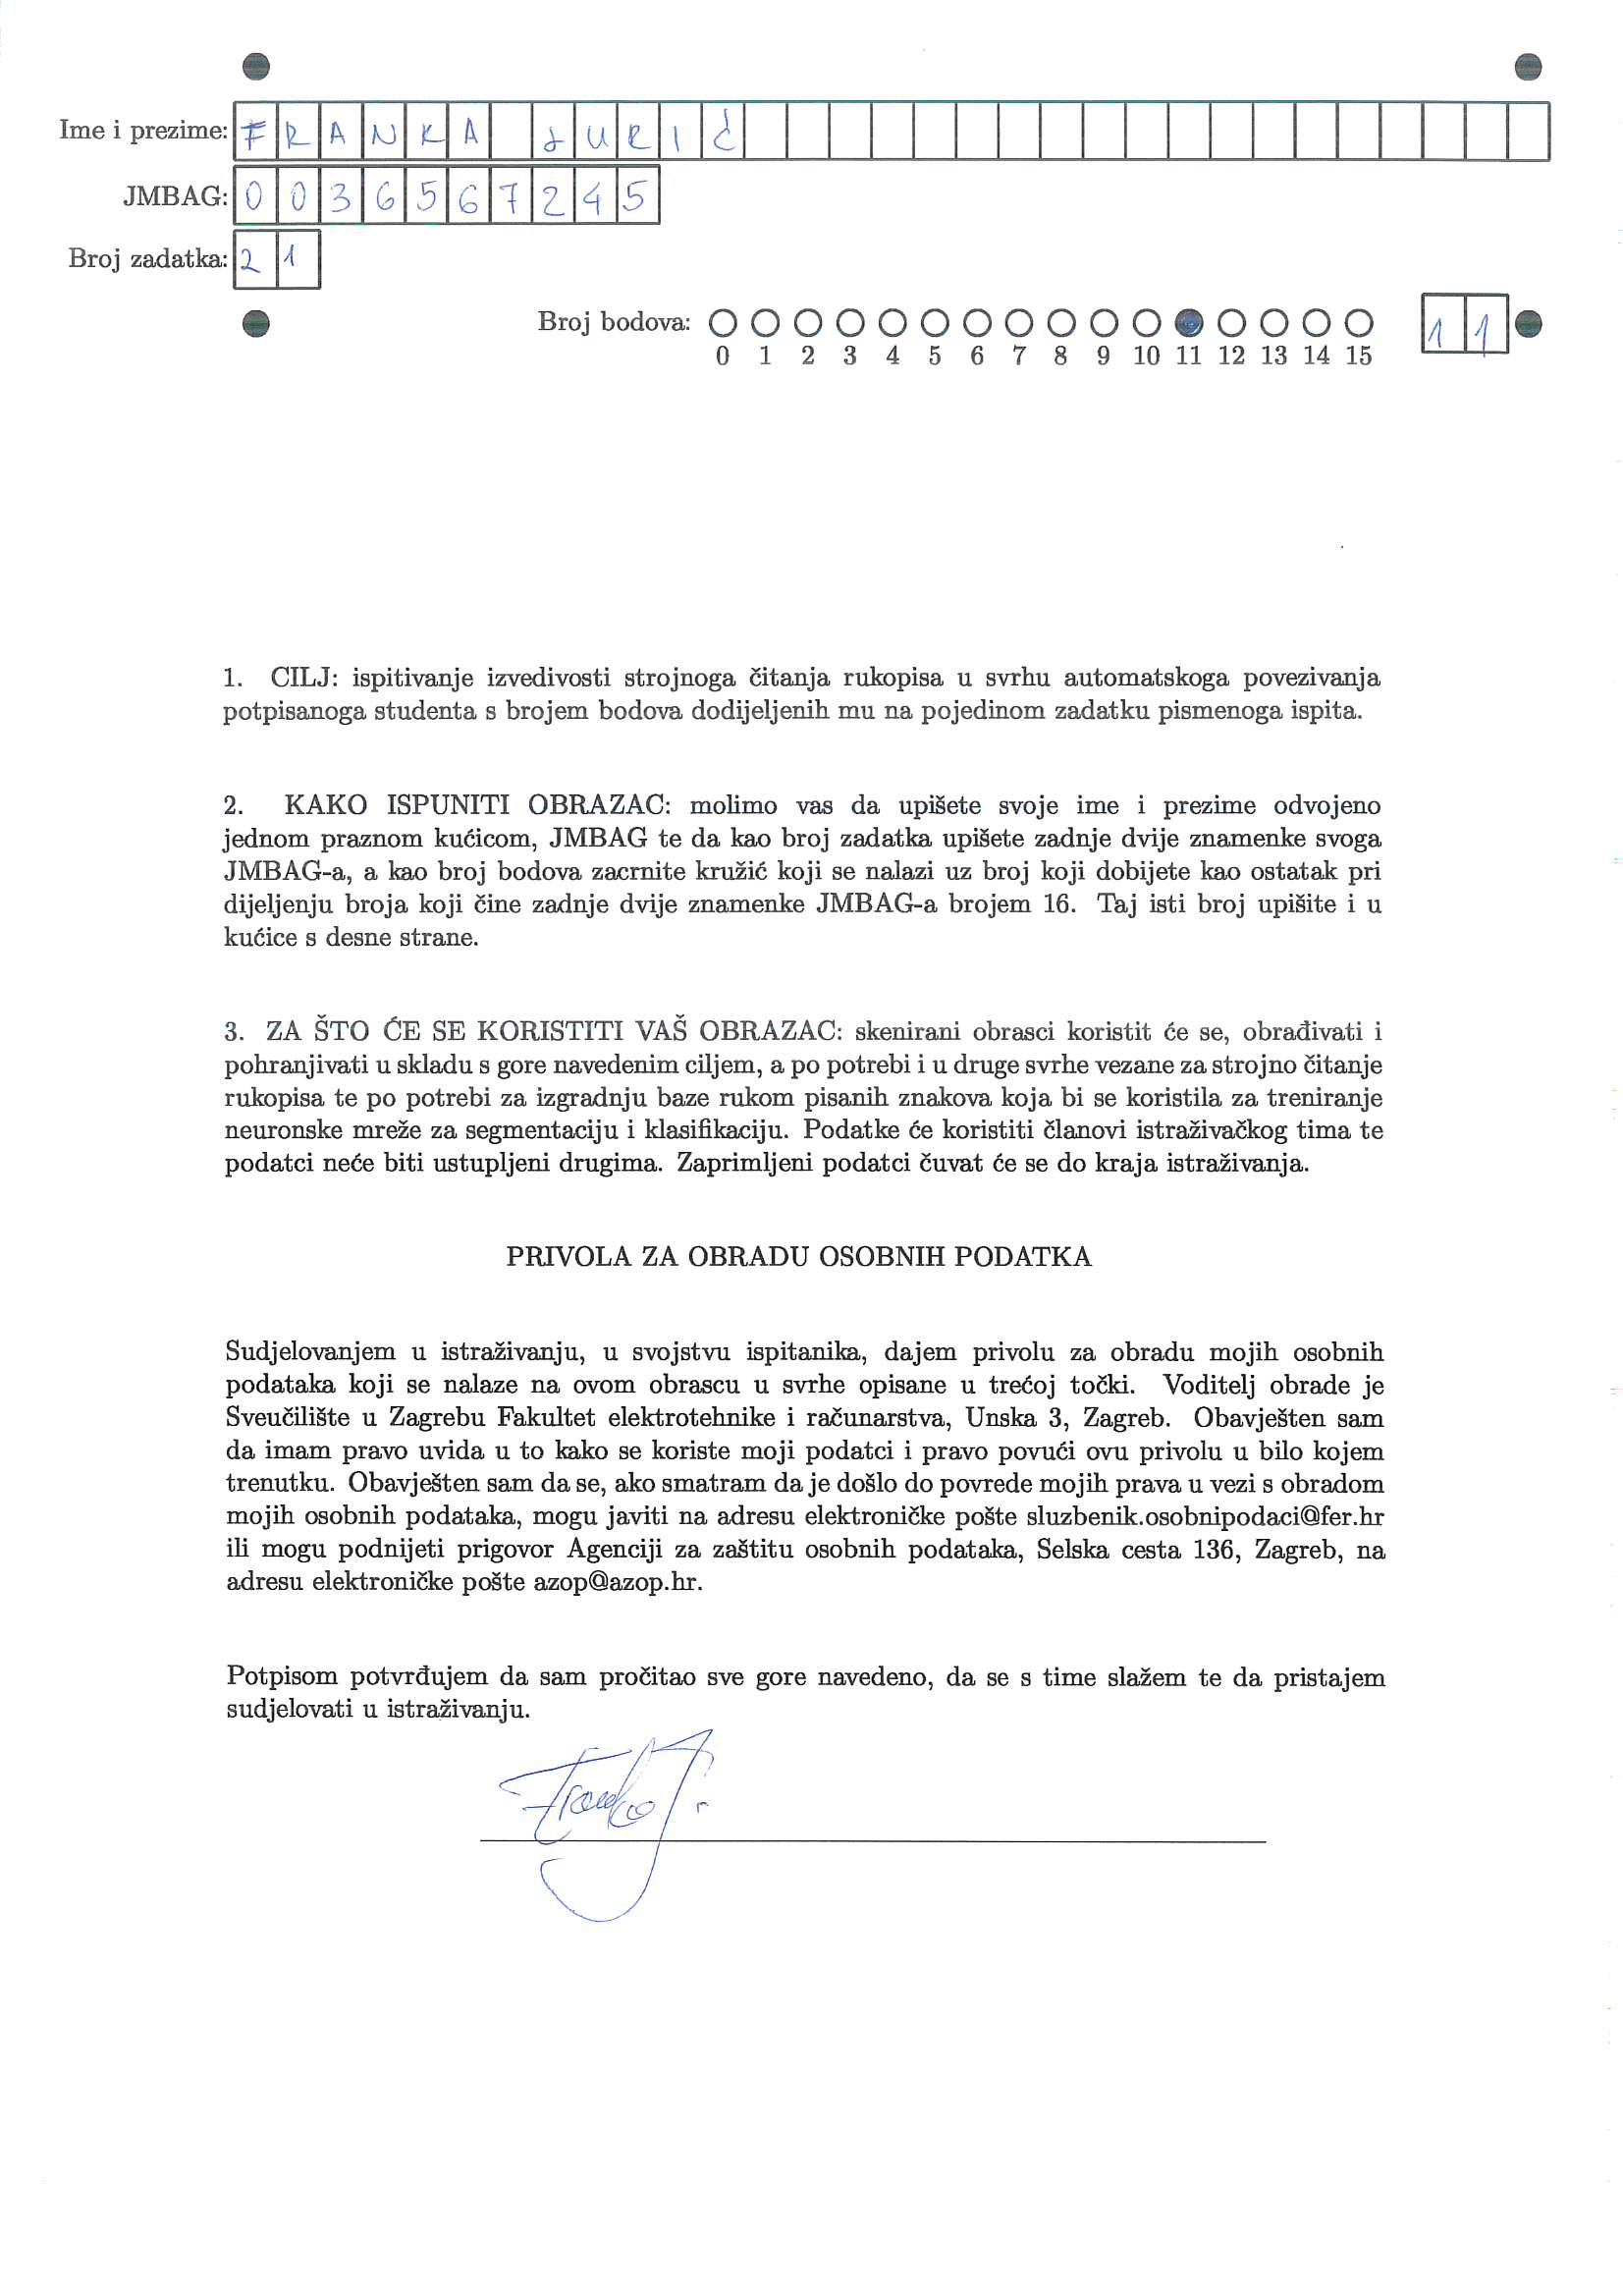 Ime i prezime: FRANKA JURIĆ
JMBAG: 0036567245
Broj zadatka: 21
Broj bodova:
11
0 1 2 3 4 5 6 7 8 9 10 11 12 13 14 15
1. CILJ: ispitivanje izvedivosti strojnoga čitanja rukopisa u svrhu automatskoga povezivanja
potpisanoga studenta s brojem bodova dodijeljenih mu na pojedinom zadatku pismenoga ispita.
2. KAKO ISPUNITI OBRAZAC: molimo vas da upišete svoje ime i prezime odvojeno
jednom praznom kućicom, JMBAG te da kao broj zadatka upišete zadnje dvije znamenke svoga
JMBAG-a, a kao broj bodova zacrnite kružić koji se nalazi uz broj koji dobijete kao ostatak pri
dijeljenju broja koji čine zadnje dvije znamenke JMBAG-a brojem 16. Taj isti broj upišite i u
kućice s desne strane.
3. ZA ŠTO ĆE SE KORISTITI VAŠ OBRAZAC: skenirani obrasci koristit će se, obrađivati i
pohranjivati u skladu s gore navedenim ciljem, a po potrebi i u druge svrhe vezane za strojno čitanje
rukopisa te po potrebi za izgradnju baze rukom pisanih znakova koja bi se koristila za treniranje
neuronske mreže za segmentaciju i klasifikaciju. Podatke će koristiti članovi istraživačkog tima te
podatci neće biti ustupljeni drugima. Zaprimljeni podatci čuvat će se do kraja istraživanja.
PRIVOLA ZA OBRADU OSOBNIH PODATKA
Sudjelovanjem u istraživanju, u svojstvu ispitanika, dajem privolu za obradu mojih osobnih
podataka koji se nalaze na ovom obrascu u svrhe opisane u trećoj točki. Voditelj obrade je
Sveučilište u Zagrebu Fakultet elektrotehnike i računarstva, Unska 3, Zagreb. Obavješten sam
da imam pravo uvida u to kako se koriste moji podatci i pravo povući ovu privolu u bilo kojem
trenutku. Obavješten sam da se, ako smatram da je došlo do povrede mojih prava u vezi s obradom
mojih osobnih podataka, mogu javiti na adresu elektroničke pošte sluzbenik.osobnipodaci@fer.hr
ili mogu podnijeti prigovor Agenciji za zaštitu osobnih podataka, Selska cesta 136, Zagreb, na
adresu elektroničke pošte azop@azop.hr.
Potpisom potvrđujem da sam pročitao sve gore navedeno, da se s time slažem te da pristajem
sudjelovati u istraživanju.
Franka J.